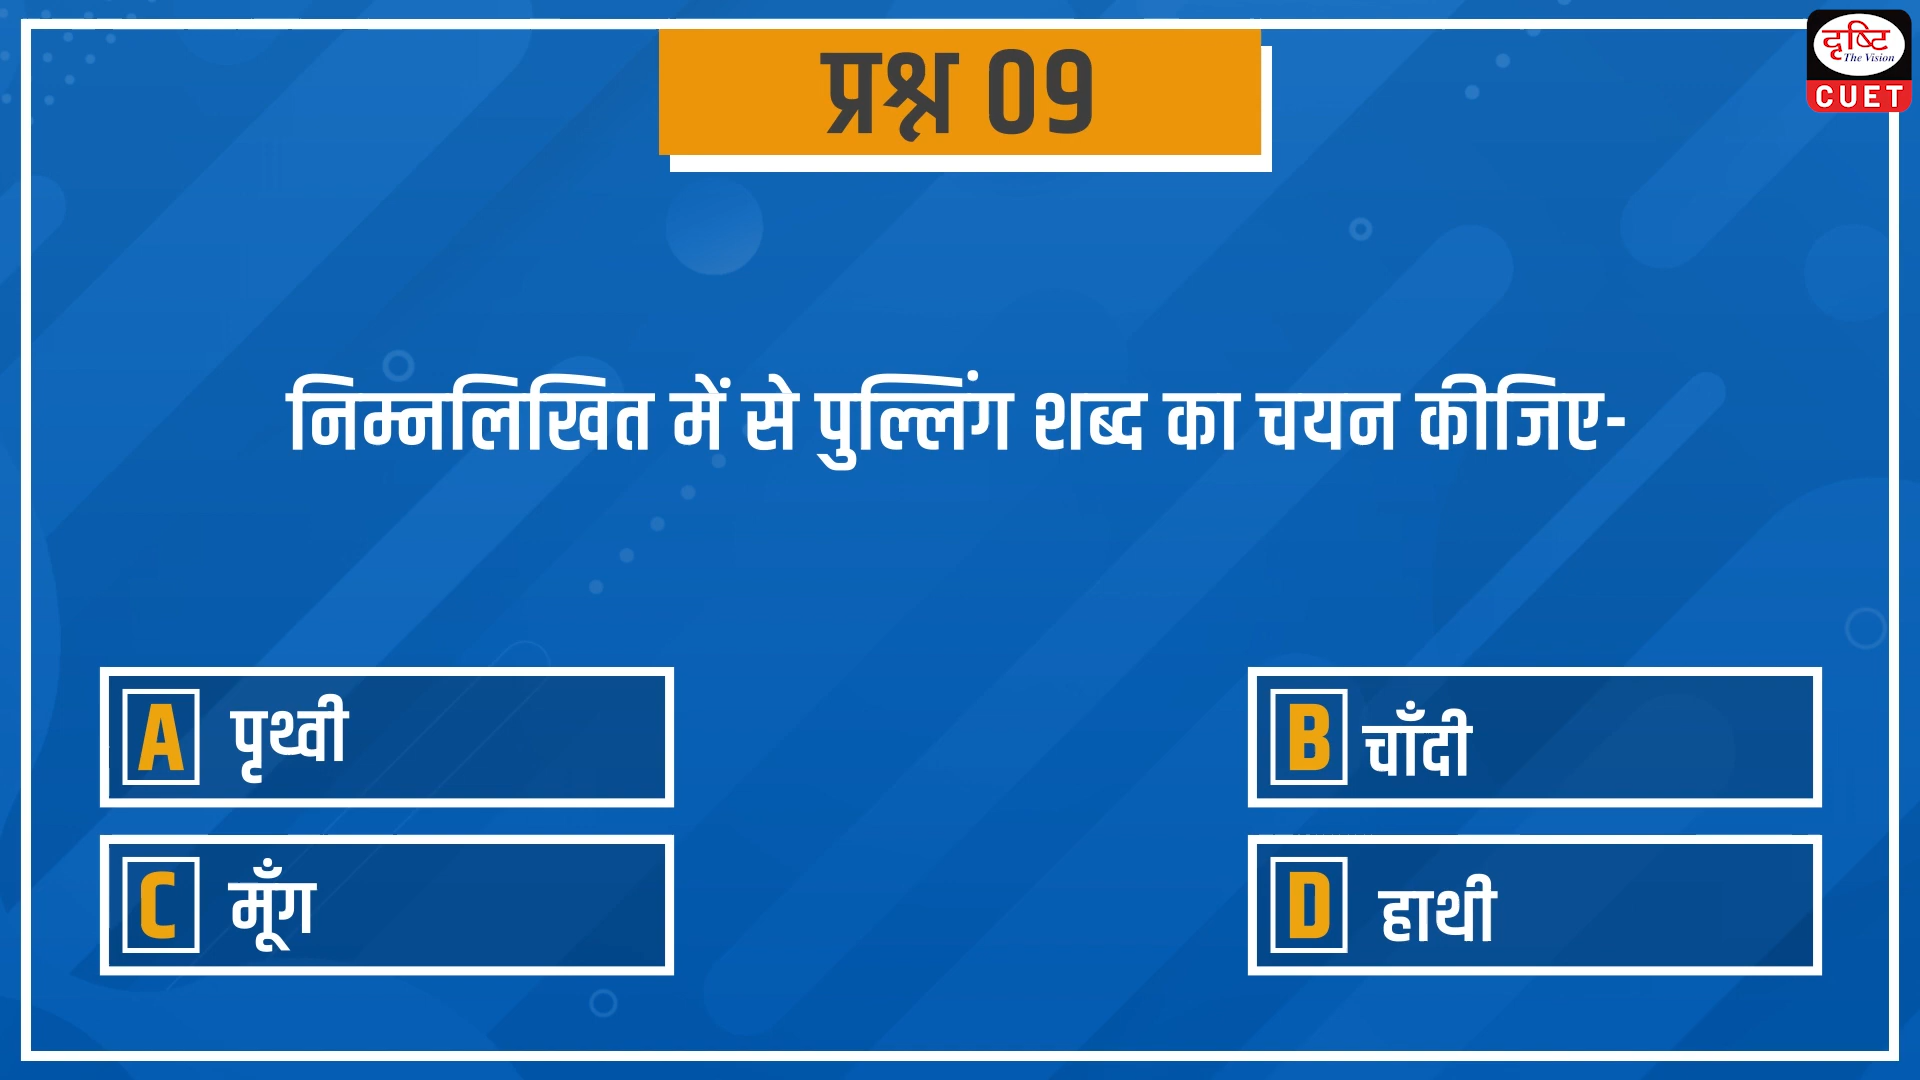 दृष्टि
The Vision
CUET
प्रश्न 09
निम्नलिखित में से पुल्लिंग शब्द का चयन कीजिए-
A पृथ्वी
B चाँदी
C मूँग
D हाथी